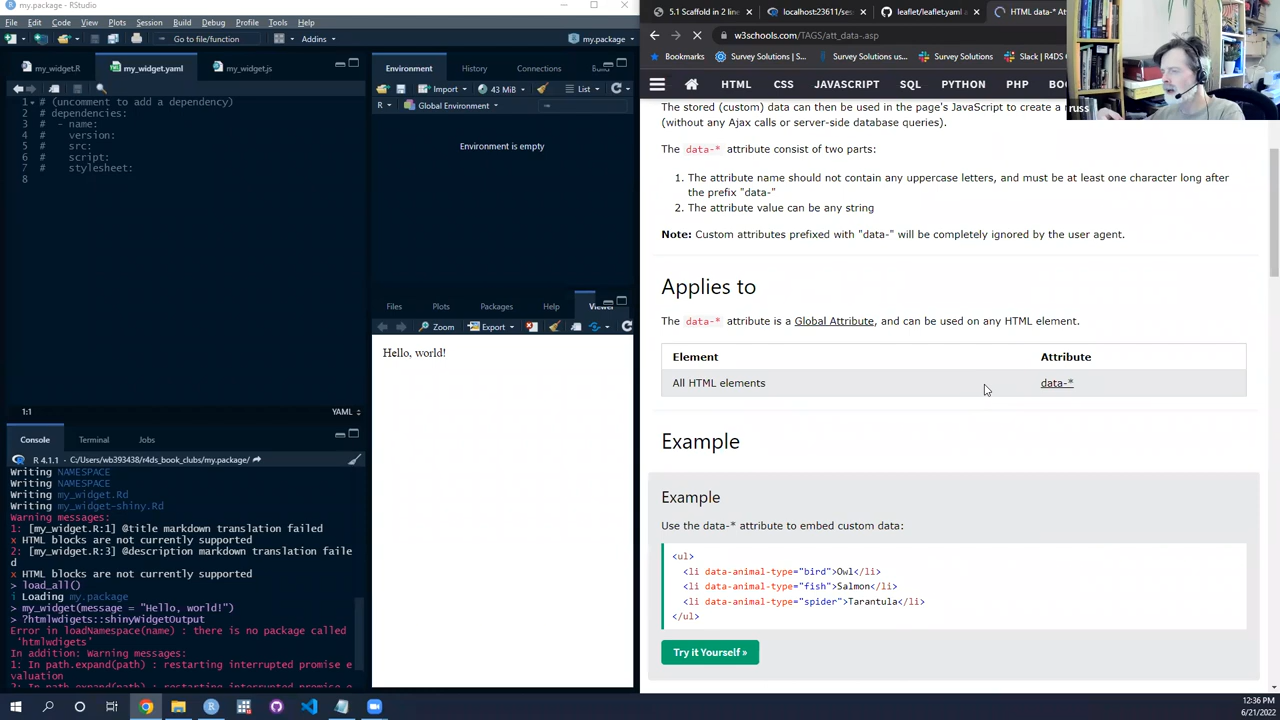 my.package - RStudio
File Edit Code View Plots Session Build Debug Profile Tools Help
Go to file/function
Addins
my.package
my_widget.R
my_widget.yaml
my_widget.js
1 # (uncomment to add a dependency)
2 # dependencies:
3 #  - name:
4 #    version:
5 #    src:
6 #    script:
7 #    stylesheet:
8
1:1
YAML
Console Terminal Jobs
R 4.1.1 · C:/Users/wb393438/r4ds_book_clubs/my.package/
Writing NAMESPACE
Writing NAMESPACE
Writing my_widget.Rd
Writing my_widget-shiny.Rd
Warning messages:
1: [my_widget.R:1] @title markdown translation failed
x HTML blocks are not currently supported
2: [my_widget.R:3] @description markdown translation faile
d
x HTML blocks are not currently supported
> load_all()
i Loading my.package
> my_widget(message = "Hello, world!")
> ?htmlwdigets::shinyWidgetOutput
Error in loadNamespace(name) : there is no package called
'htmlwdigets'
In addition: Warning messages:
1: In path.expand(path) : restarting interrupted promise e
valuation
2: In path.expand(path) : restarting interrupted promise e
Environment History Connections
Import
43 MiB
List
R
Global Environment
Environment is empty
Files Plots Packages Help Viewer
Zoom
Export
Hello, world!
5.1 Scaffold in 2 line
localhost:23611/ses
leaflet/leaflet.yaml
HTML data-* At
w3schools.com/TAGS/att_data-.asp
Bookmarks
Survey Solutions |...
Survey Solutions
Survey Solutions
Slack | R4DS
HTML CSS JAVASCRIPT SQL PYTHON PHP
russ
The stored (custom) data can then be used in the page's JavaScript to create a
(without any Ajax calls or server-side database queries).
The data-* attribute consist of two parts:
1. The attribute name should not contain any uppercase letters, and must be at least one character long after
the prefix "data-"
2. The attribute value can be any string
Note: Custom attributes prefixed with "data-" will be completely ignored by the user agent.
Applies to
The data-* attribute is a Global Attribute, and can be used on any HTML element.
Element Attribute
All HTML elements data-*
Example
Example
Use the data-* attribute to embed custom data:
<ul>
<li data-animal-type="bird">Owl</li>
<li data-animal-type="fish">Salmon</li>
<li data-animal-type="spider">Tarantula</li>
</ul>
Try it Yourself »
12:36 PM
6/21/2022